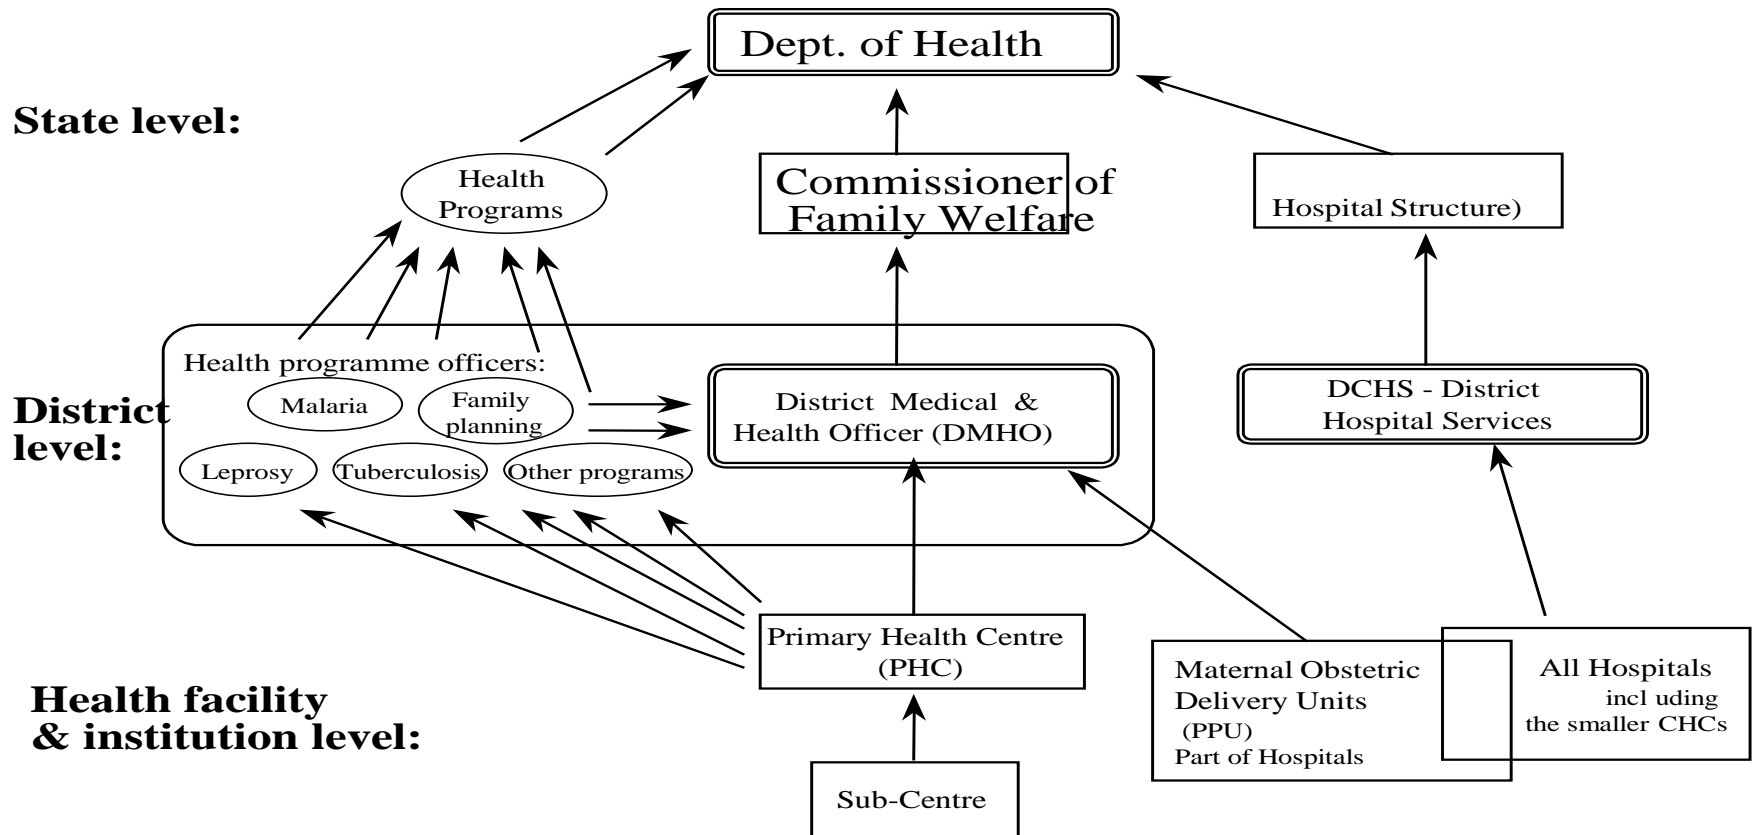 Dept. of Health
State level:
Health
Programs
Commissioner of
Family Welfare
Hospital Structure)
Health programme officers:
District
level:
Malaria
Family
planning
Leprosy
Tuberculosis
Other programs
District Medical &
Health Officer (DMHO)
DCHS - District
Hospital Services
Health facility
& institution level:
Primary Health Centre
(PHC)
Maternal Obstetric
Delivery Units
(PPU)
Part of Hospitals
All Hospitals
incl uding
the smaller CHCs
Sub-Centre